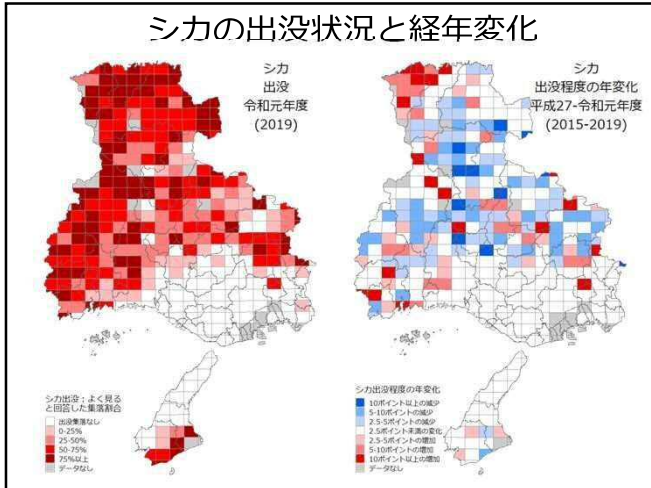 シカの出没状況と経年変化
シカ
出没
令和元年度
(2019)
シカ
出没程度の年変化
平成27-令和元年度
(2015-2019)
シカ出没：よく見る
と回答した集落割合
出没集落なし
0-25%
25-50%
50-75%
75%以上
データなし
シカ出没程度の年変化
10ポイント以上の減少
5-10ポイントの減少
2.5-5ポイントの減少
2.5ポイント未満の変化
2.5-5ポイントの増加
5-10ポイントの増加
10ポイント以上の増加
データなし